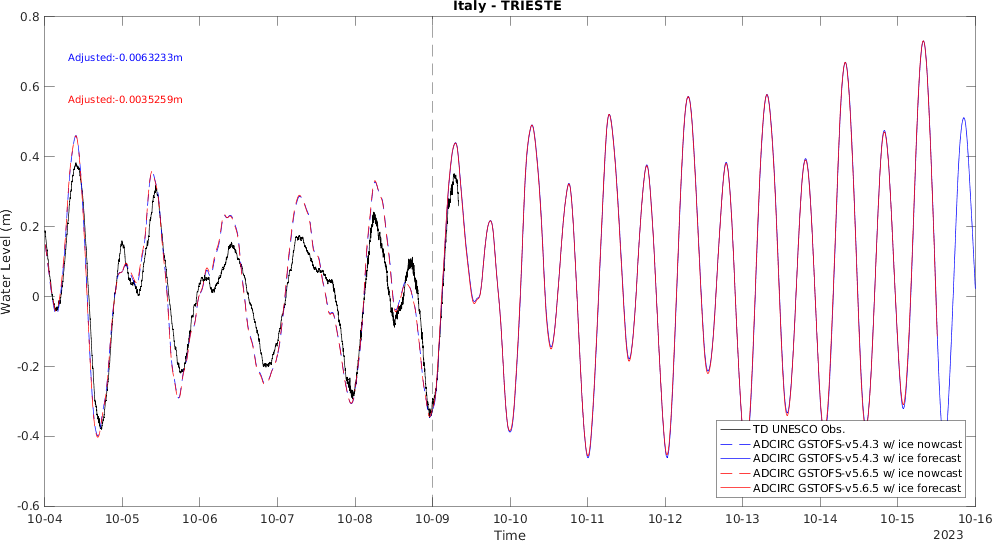 Italy - TRIESTE
Adjusted:-0.0063233m
Adjusted:-0.0035259m
Water Level (m)
0.8
0.6
0.4
0.2
0
-0.2
-0.4
-0.6
TD UNESCO Obs.
ADCIRC GSTOFS-v5.4.3 w/ ice nowcast
ADCIRC GSTOFS-v5.4.3 w/ ice forecast
ADCIRC GSTOFS-v5.6.5 w/ ice nowcast
ADCIRC GSTOFS-v5.6.5 w/ ice forecast
10-04 10-05 10-06 10-07 10-08 10-09 10-10 10-11 10-12 10-13 10-14 10-15 10-16
Time
2023